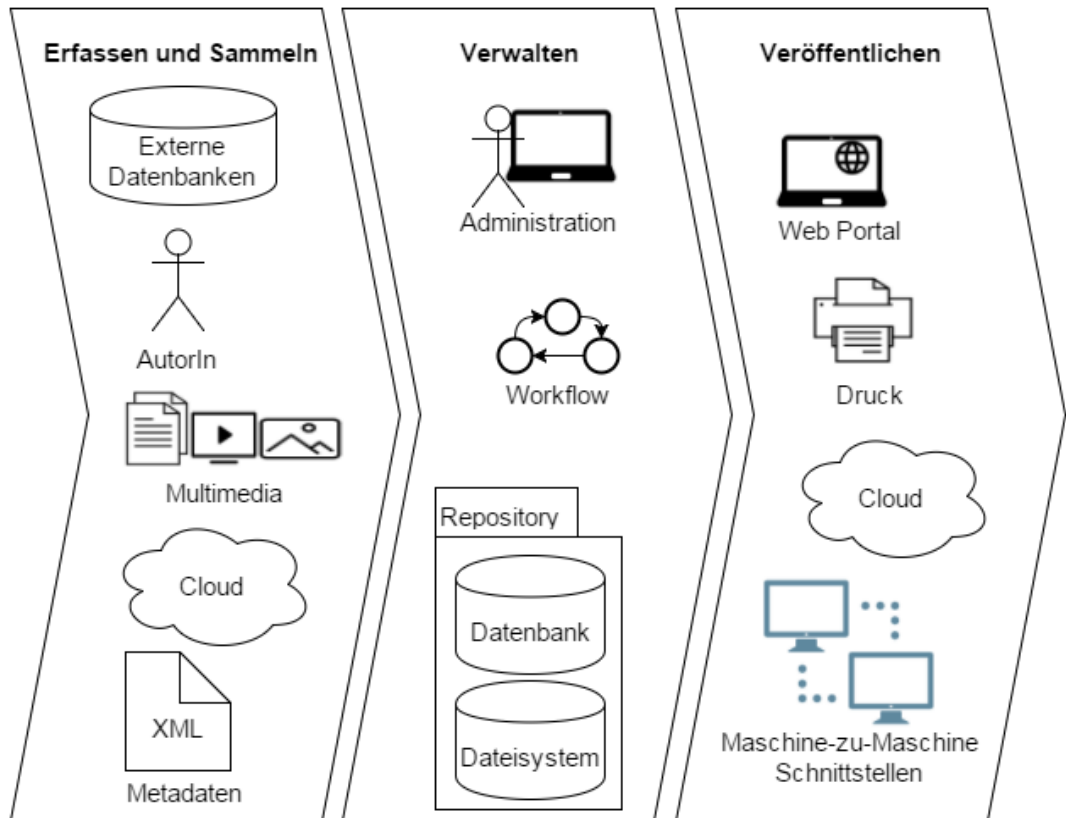 Erfassen und Sammeln
Externe
Datenbanken
AutorIn
Multimedia
Cloud
XML
Metadaten
Verwalten
Administration
Workflow
Repository
Datenbank
Dateisystem
Veröffentlichen
Web Portal
Druck
Cloud
Maschine-zu-Maschine
Schnittstellen